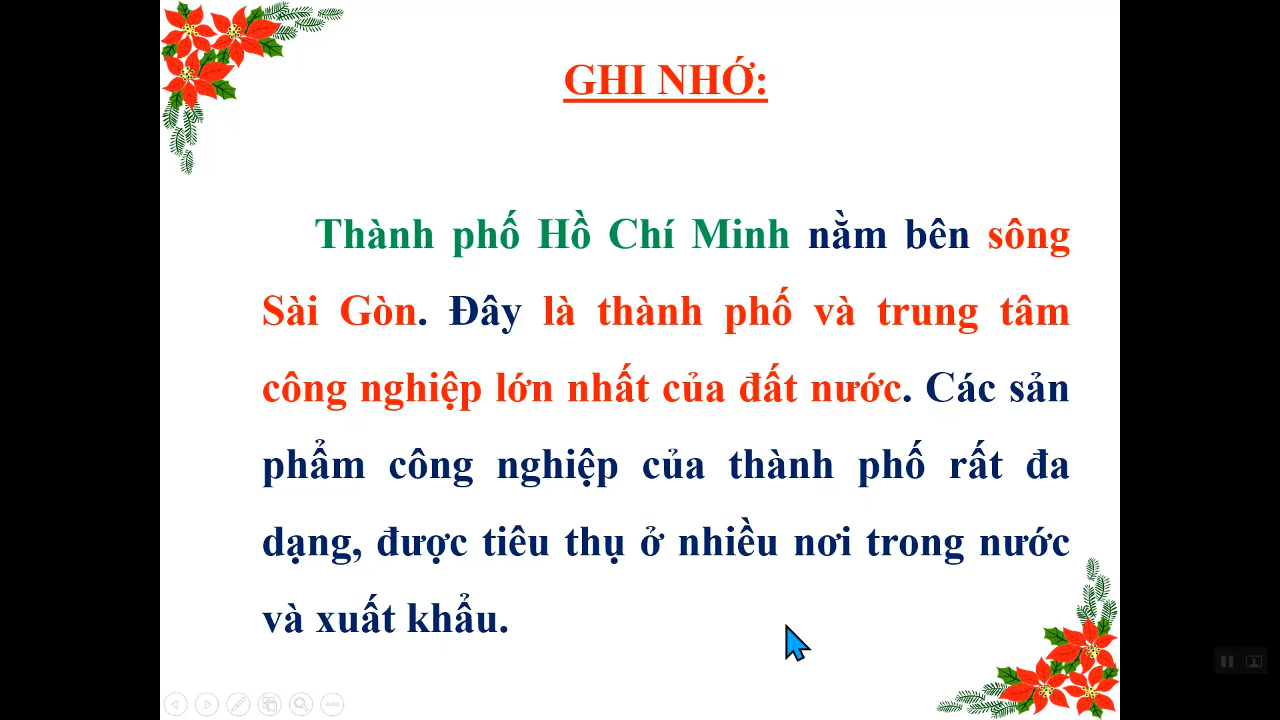 GHI NHỚ:
Thành phố Hồ Chí Minh nằm bên sông
Sài Gòn. Đây là thành phố và trung tâm
công nghiệp lớn nhất của đất nước. Các sản
phẩm công nghiệp của thành phố rất đa
dạng, được tiêu thụ ở nhiều nơi trong nước
và xuất khẩu.